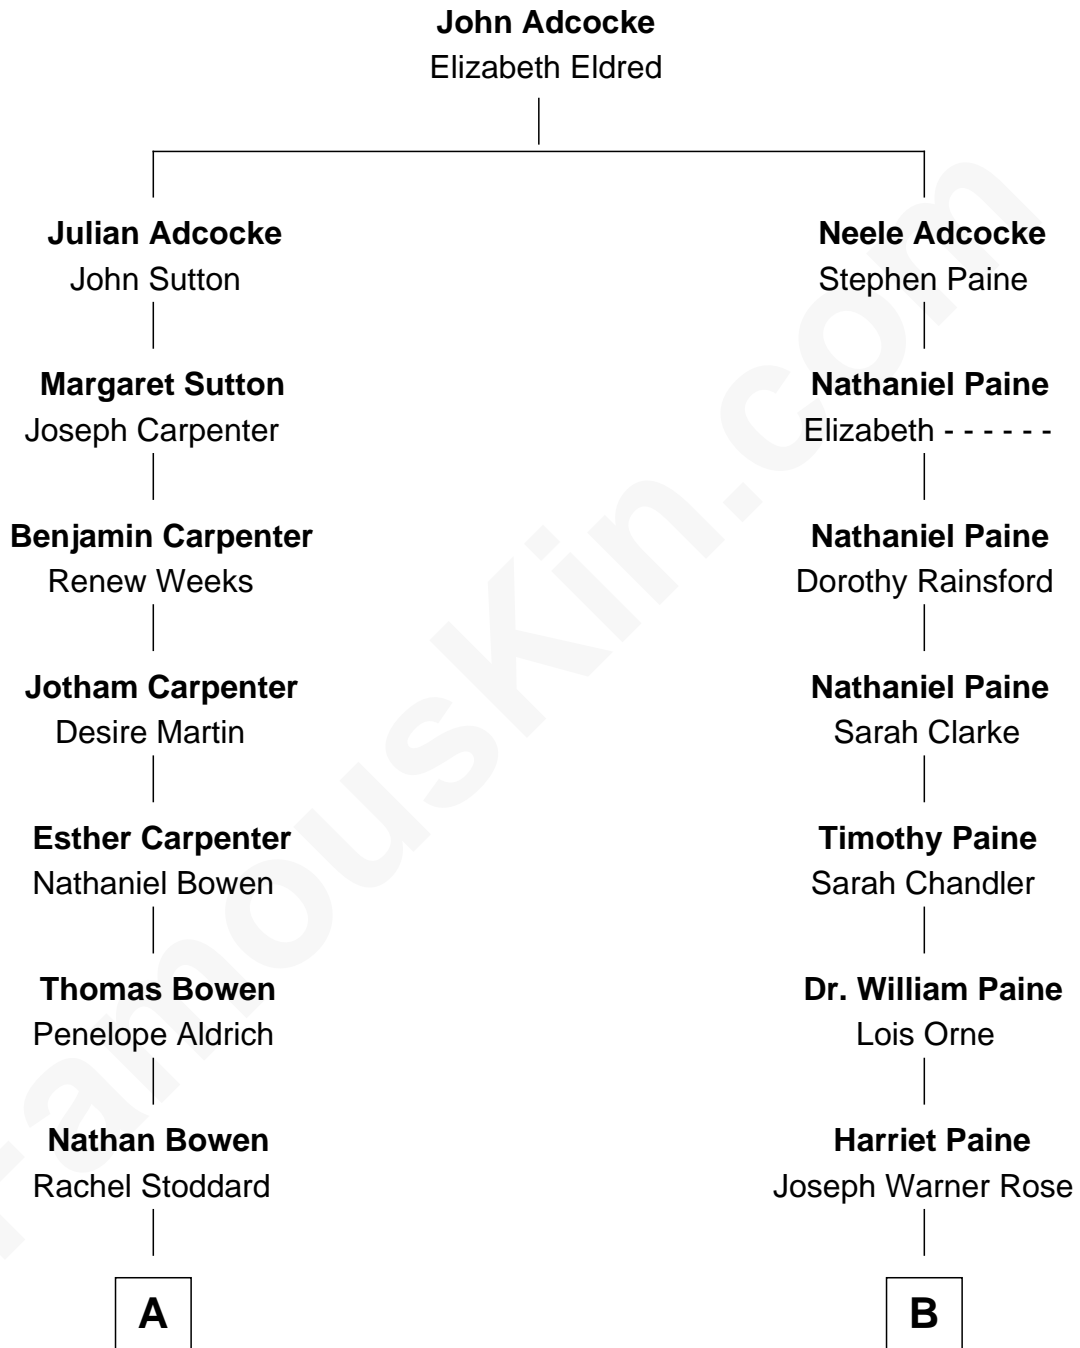 John Adcocke
Elizabeth Eldred
Julian Adcocke
John Sutton
Margaret Sutton
Joseph Carpenter
Benjamin Carpenter
Renew Weeks
Jotham Carpenter
Desire Martin
Esther Carpenter
Nathaniel Bowen
Thomas Bowen
Penelope Aldrich
Nathan Bowen
Rachel Stoddard
A
Neele Adcocke
Stephen Paine
Nathaniel Paine
Elizabeth - - - - - -
Nathaniel Paine
Dorothy Rainsford
Nathaniel Paine
Sarah Clarke
Timothy Paine
Sarah Chandler
Dr. William Paine
Lois Orne
Harriet Paine
Joseph Warner Rose
B
FamousKin.com